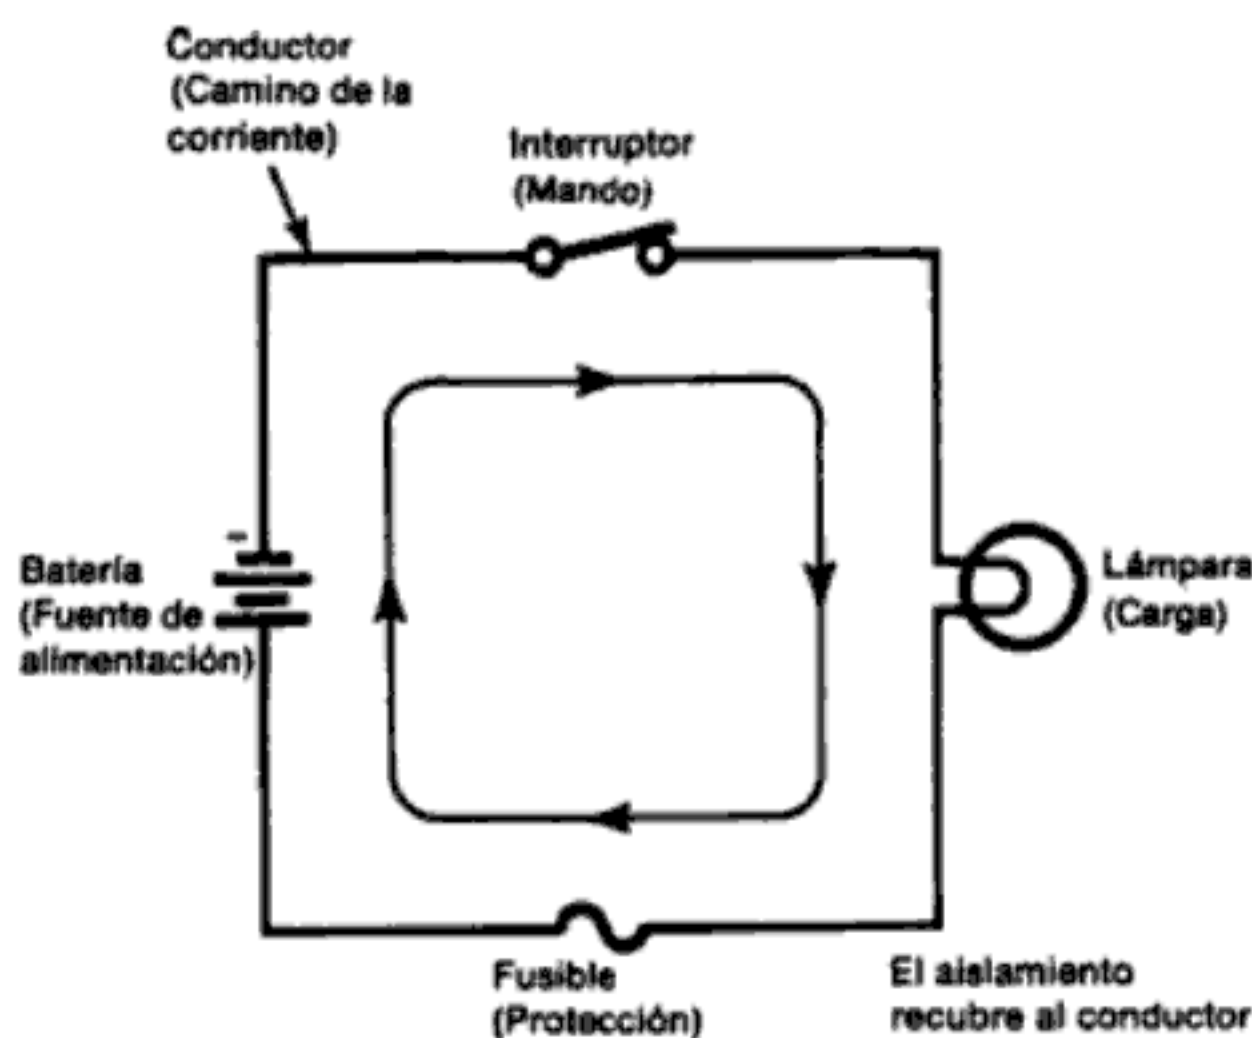 Conductor
(Camino de la
corriente)
Interruptor
(Mando)
-
Batería
(Fuente de
alimentación)
Lámpara
(Carga)
Fusible
(Protección)
El aislamiento
recubre al conductor